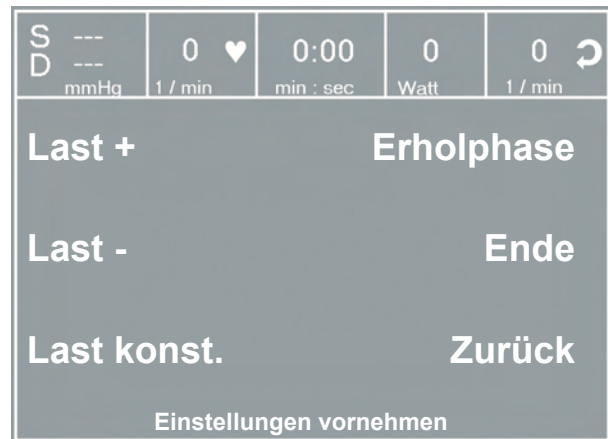 S --- 0 ♥ 0:00 0 0
D ---
mmHg 1 / min min : sec Watt 1 / min
Last + Erholphase
Last - Ende
Last konst. Zurück
Einstellungen vornehmen